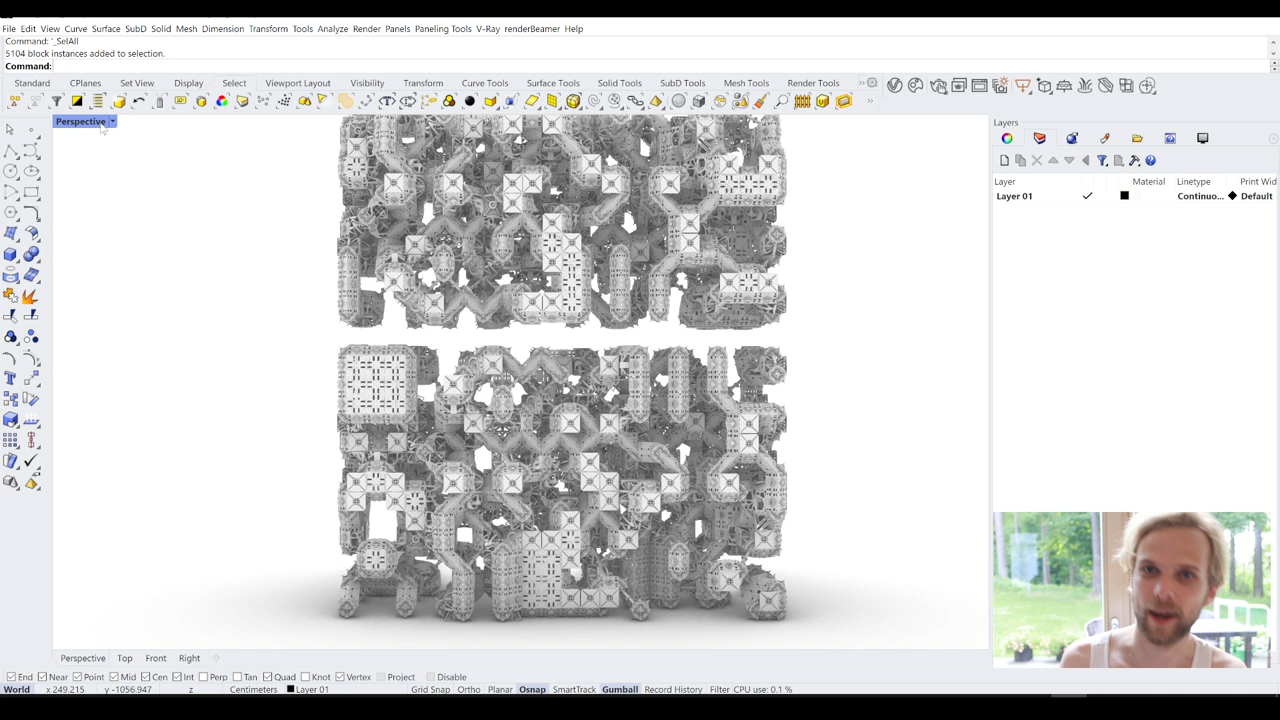 File Edit View Curve Surface SubD Solid Mesh Dimension Transform Tools Analyze Render Panels Paneling Tools V-Ray renderBeamer Help
Command: '_SelAll
5104 block instances added to selection.
Command:
Standard CPlanes Set View Display Select Viewport Layout Visibility Transform Curve Tools Surface Tools Solid Tools SubD Tools Mesh Tools Render Tools
Perspective
Layers
Layer Material Linetype Print Wid
Layer 01 Continuo... Default
Perspective Top Front Right
End Near Point Mid Cen Int Perp Tan Quad Knot Vertex Project Disable
World x 249.215 y -1056.947 z Centimeters Layer 01 Grid Snap Ortho Planar Osnap SmartTrack Gumball Record History Filter CPU use: 0.1 %